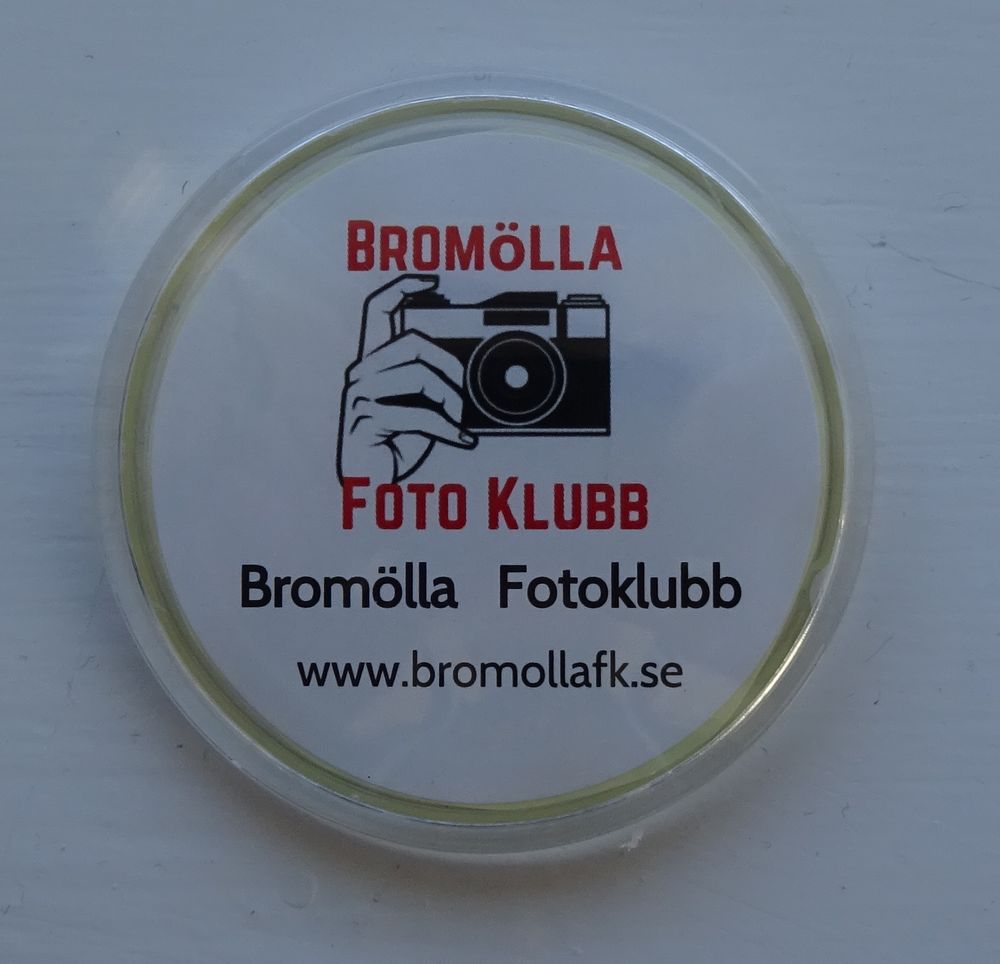 BROMÖLLA
FOTO KLUBB
Bromölla Fotoklubb
www.bromollafk.se